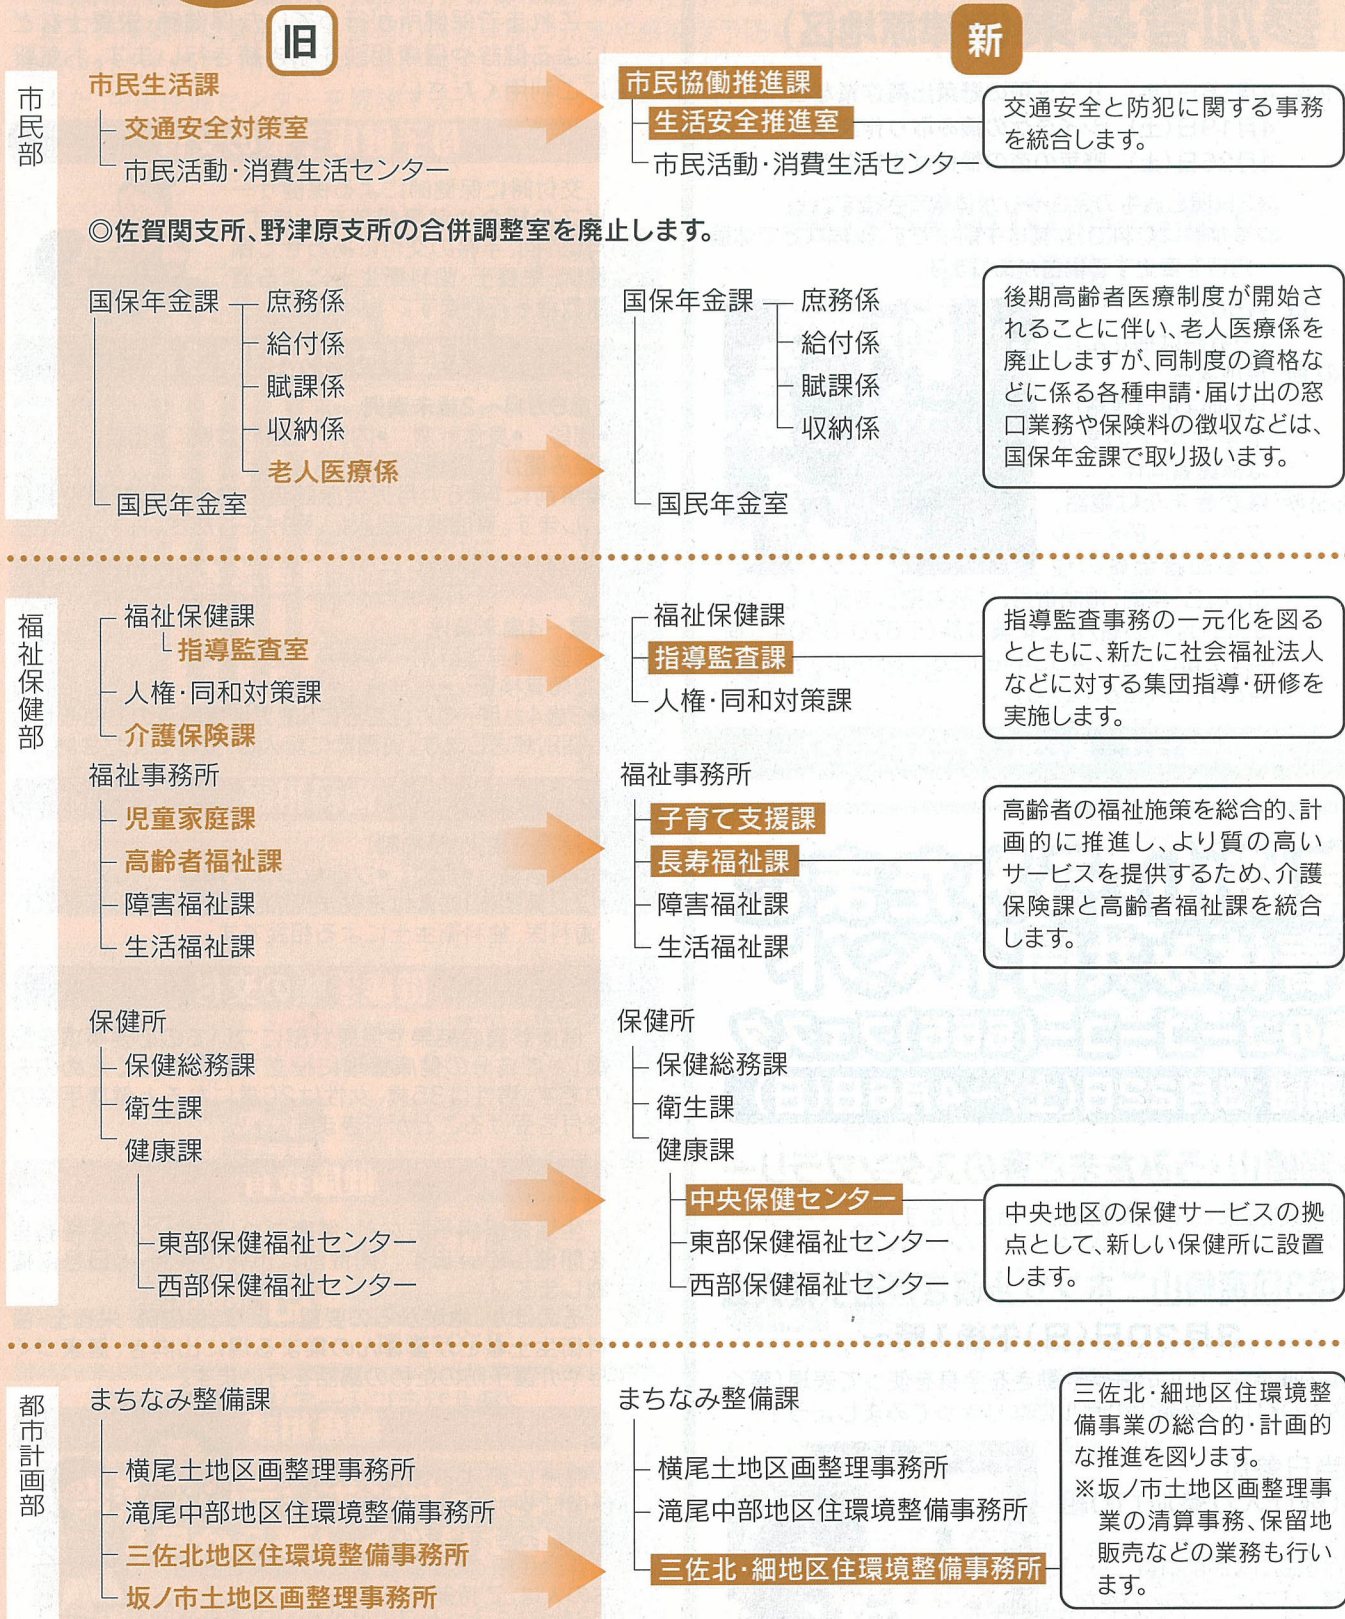 旧
新
市民部
市民生活課
交通安全対策室
市民活動・消費生活センター
市民協働推進課
生活安全推進室
市民活動・消費生活センター
交通安全と防犯に関する事務
を統合します。
◎佐賀関支所、野津原支所の合併調整室を廃止します。
国保年金課
庶務係
給付係
賦課係
収納係
老人医療係
国民年金室
国保年金課
庶務係
給付係
賦課係
収納係
国民年金室
後期高齢者医療制度が開始さ
れることに伴い、老人医療係を
廃止しますが、同制度の資格な
どに係る各種申請・届け出の窓
口業務や保険料の徴収などは、
国保年金課で取り扱います。
福祉保健部
福祉保健課
指導監査室
人権・同和対策課
介護保険課
福祉保健課
指導監査課
人権・同和対策課
指導監査事務の一元化を図る
とともに、新たに社会福祉法人
などに対する集団指導・研修を
実施します。
福祉事務所
児童家庭課
高齢者福祉課
障害福祉課
生活福祉課
福祉事務所
子育て支援課
長寿福祉課
障害福祉課
生活福祉課
高齢者の福祉施策を総合的、計
画的に推進し、より質の高い
サービスを提供するため、介護
保険課と高齢者福祉課を統合
します。
保健所
保健総務課
衛生課
健康課
東部保健福祉センター
西部保健福祉センター
保健所
保健総務課
衛生課
健康課
中央保健センター
東部保健福祉センター
西部保健福祉センター
中央地区の保健サービスの拠
点として、新しい保健所に設置
します。
都市計画部
まちなみ整備課
横尾土地区画整理事務所
滝尾中部地区住環境整備事務所
三佐北地区住環境整備事務所
坂ノ市土地区画整理事務所
まちなみ整備課
横尾土地区画整理事務所
滝尾中部地区住環境整備事務所
三佐北・細地区住環境整備事務所
三佐北・細地区住環境整
備事業の総合的・計画的
な推進を図ります。
※坂ノ市土地区画整理事
業の清算事務、保留地
販売などの業務も行い
ます。